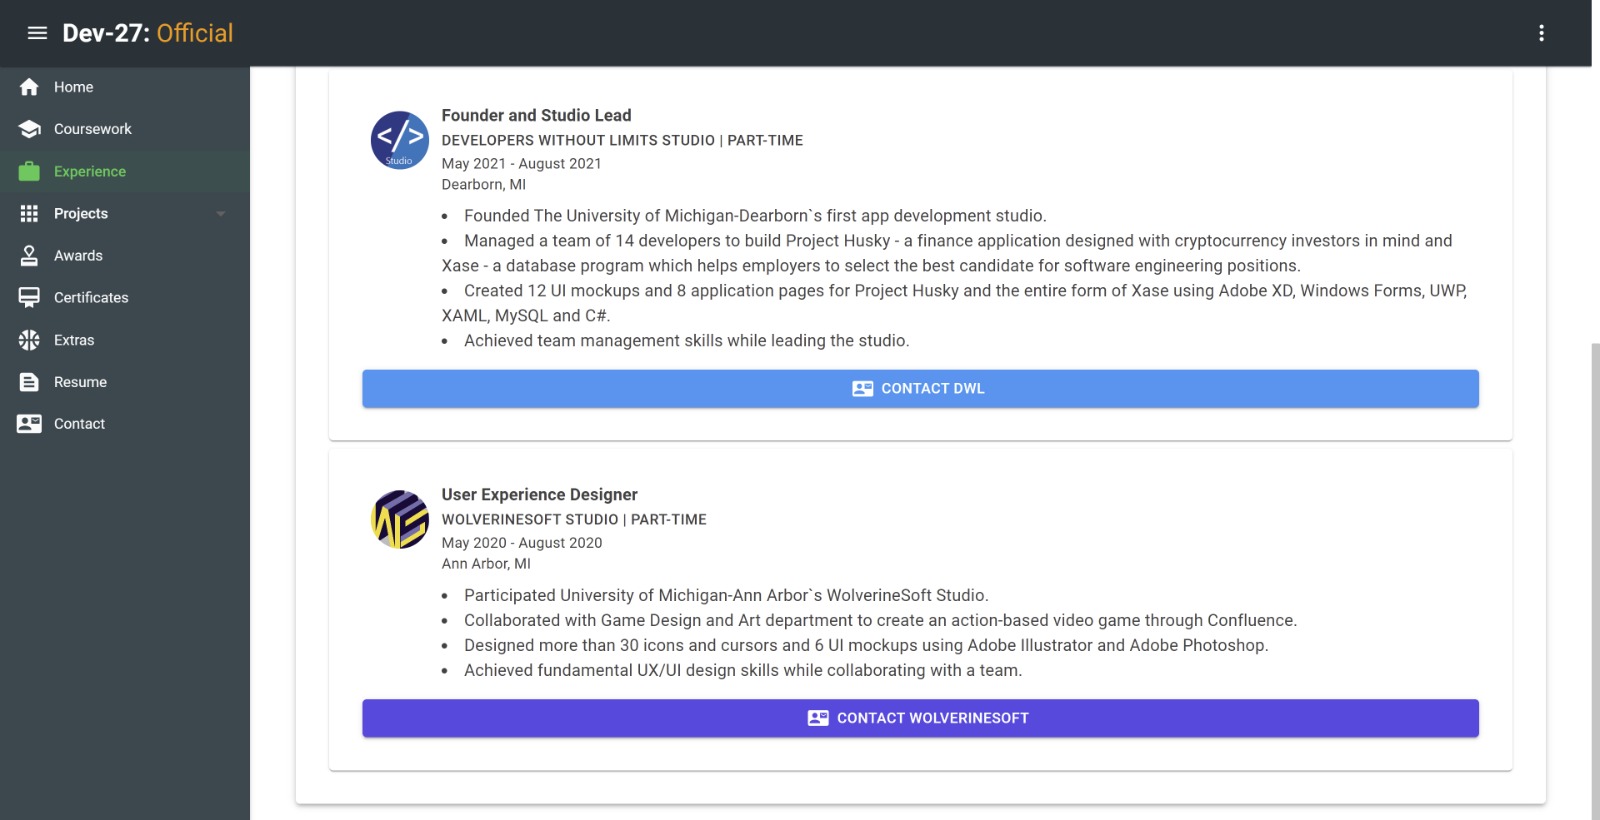 Dev-27: Official
Home
Coursework
Experience
Projects
Awards
Certificates
Extras
Resume
Contact
</> Studio
Founder and Studio Lead
DEVELOPERS WITHOUT LIMITS STUDIO | PART-TIME
May 2021 - August 2021
Dearborn, MI
• Founded The University of Michigan-Dearborn`s first app development studio.
• Managed a team of 14 developers to build Project Husky - a finance application designed with cryptocurrency investors in mind and
Xase - a database program which helps employers to select the best candidate for software engineering positions.
• Created 12 UI mockups and 8 application pages for Project Husky and the entire form of Xase using Adobe XD, Windows Forms, UWP,
XAML, MySQL and C#.
• Achieved team management skills while leading the studio.
CONTACT DWL
User Experience Designer
WOLVERINESOFT STUDIO | PART-TIME
May 2020 - August 2020
Ann Arbor, MI
• Participated University of Michigan-Ann Arbor`s WolverineSoft Studio.
• Collaborated with Game Design and Art department to create an action-based video game through Confluence.
• Designed more than 30 icons and cursors and 6 UI mockups using Adobe Illustrator and Adobe Photoshop.
• Achieved fundamental UX/UI design skills while collaborating with a team.
CONTACT WOLVERINESOFT